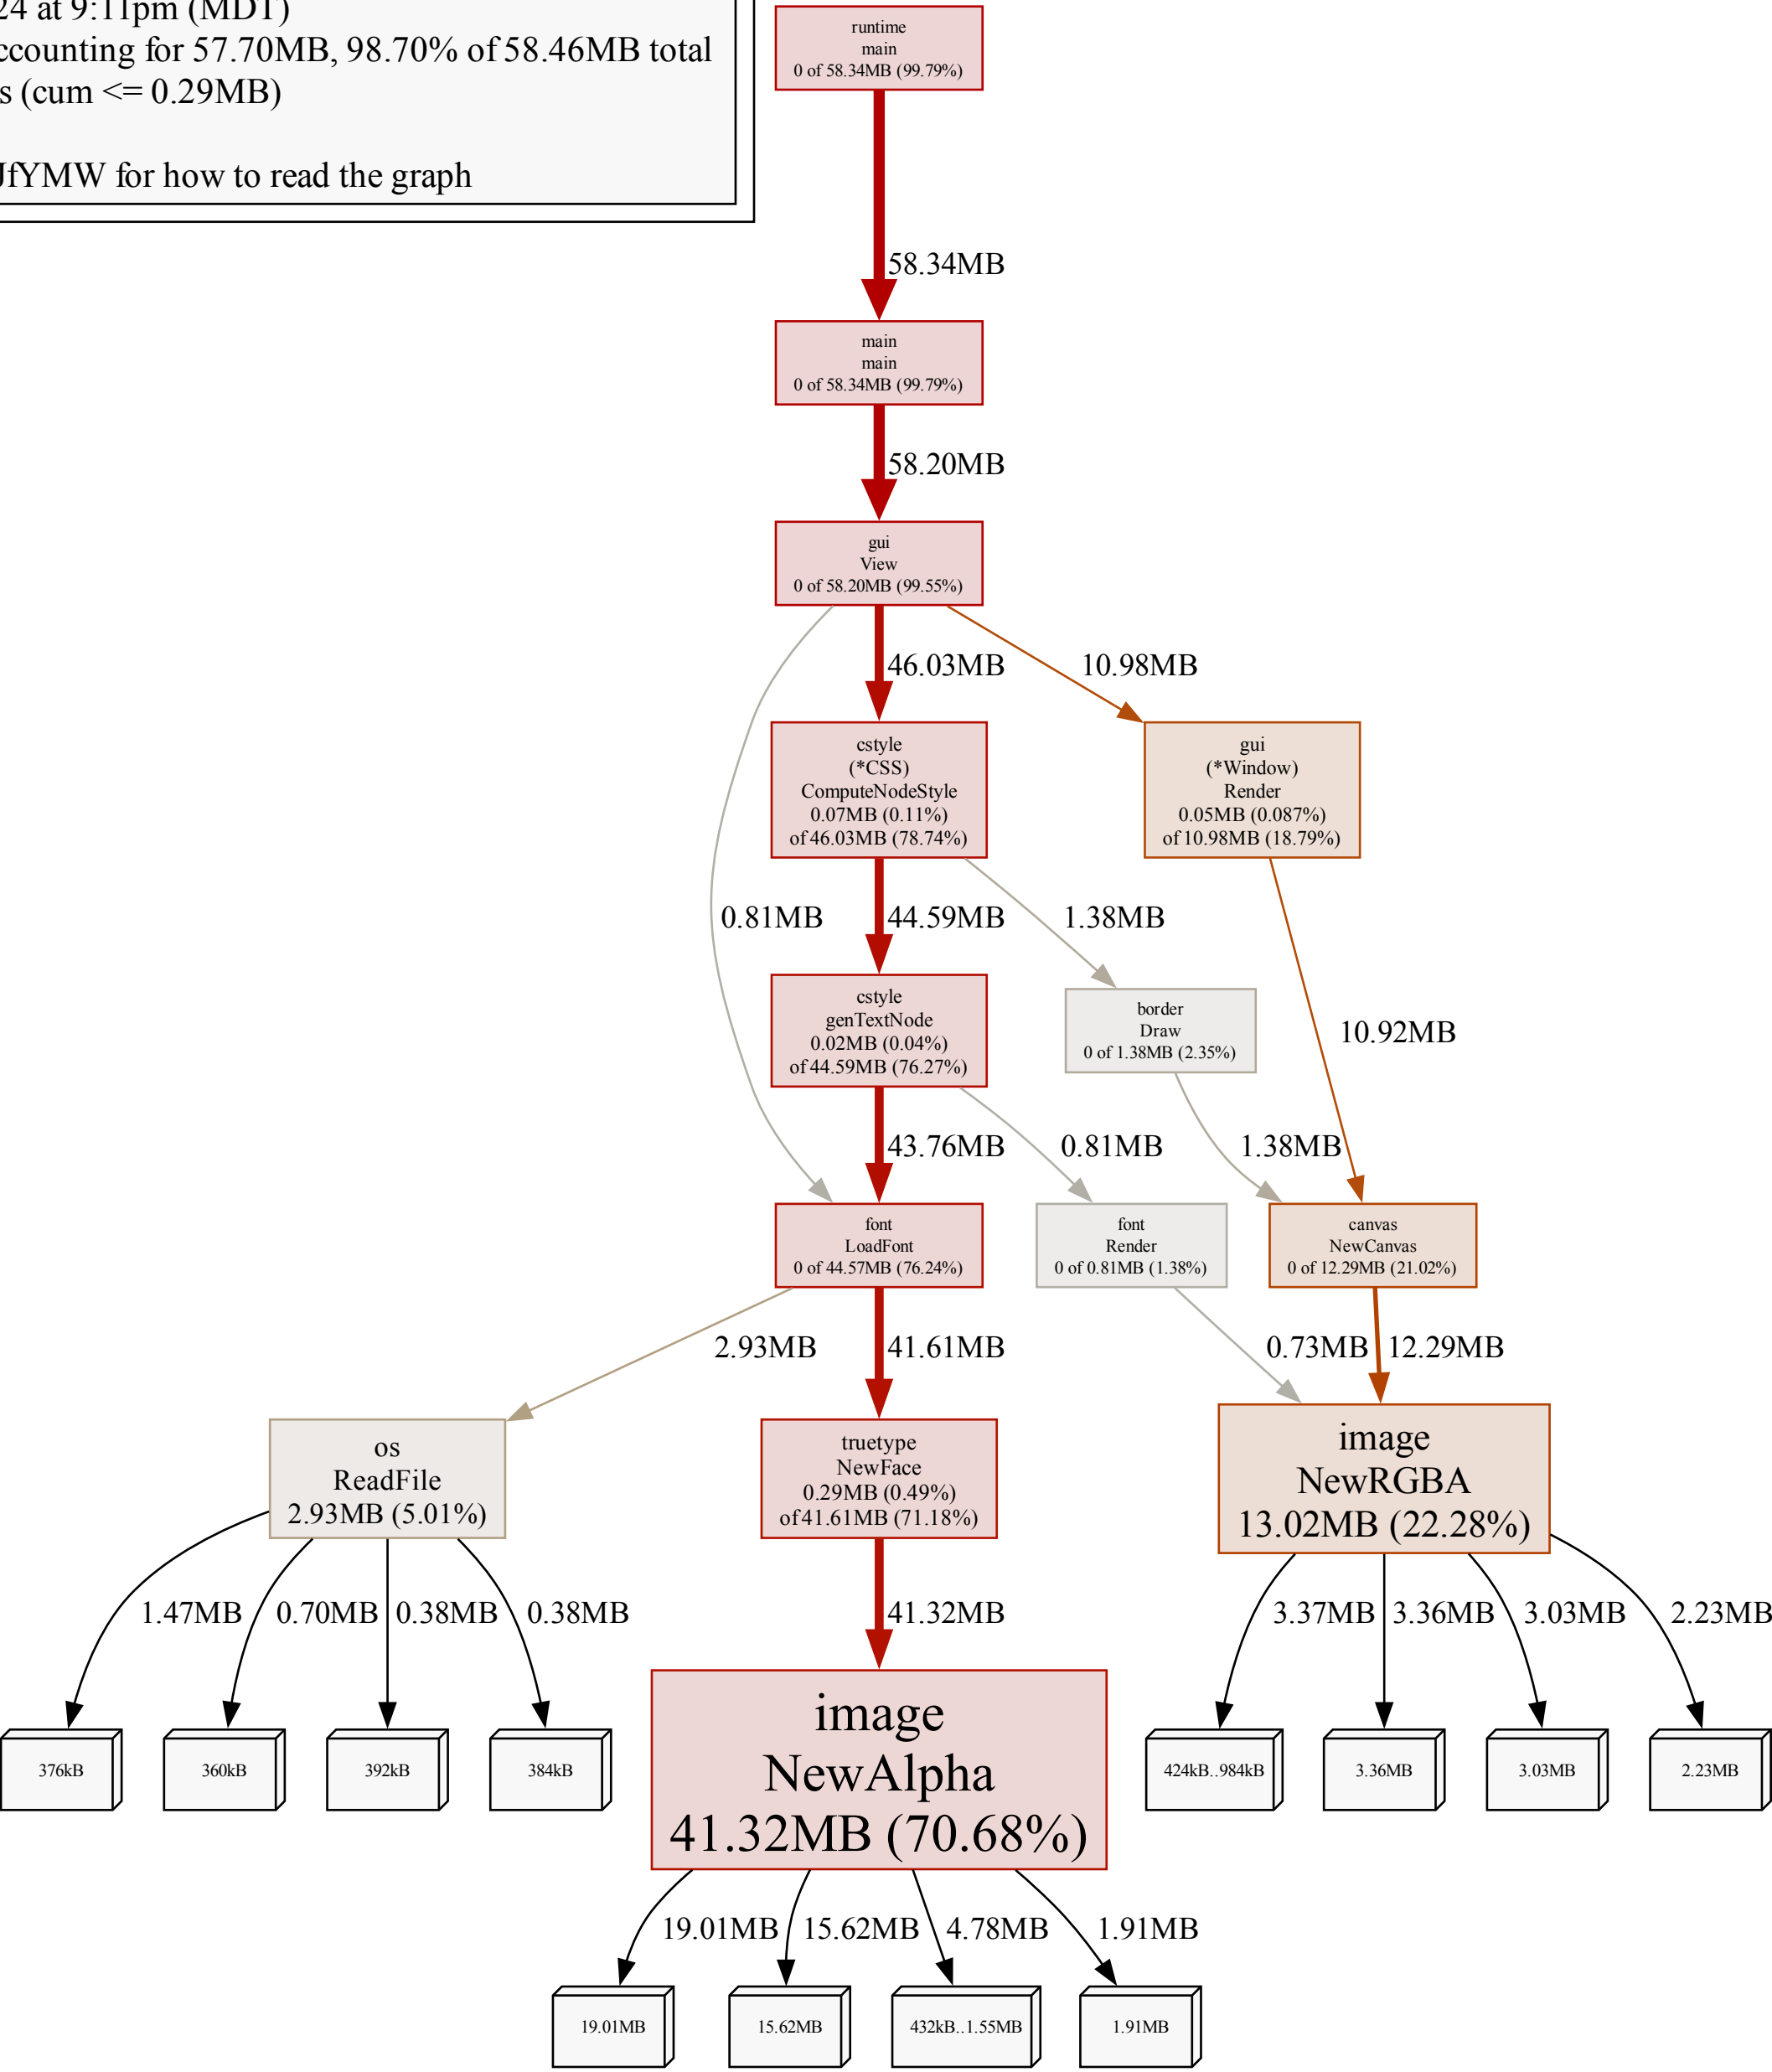 24 at 9:11pm (MDT)
ccounting for 57.70MB, 98.70% of 58.46MB total
s (cum <= 0.29MB)
JfYMW for how to read the graph
runtime
main
0 of 58.34MB (99.79%)
58.34MB
main
main
0 of 58.34MB (99.79%)
58.20MB
gui
View
0 of 58.20MB (99.55%)
46.03MB
10.98MB
cstyle
(*CSS)
ComputeNodeStyle
0.07MB (0.11%)
of 46.03MB (78.74%)
gui
(*Window)
Render
0.05MB (0.087%)
of 10.98MB (18.79%)
0.81MB
44.59MB
1.38MB
cstyle
genTextNode
0.02MB (0.04%)
of 44.59MB (76.27%)
border
Draw
0 of 1.38MB (2.35%)
10.92MB
43.76MB
0.81MB
1.38MB
font
LoadFont
0 of 44.57MB (76.24%)
font
Render
0 of 0.81MB (1.38%)
canvas
NewCanvas
0 of 12.29MB (21.02%)
2.93MB
41.61MB
0.73MB
12.29MB
os
ReadFile
2.93MB (5.01%)
truetype
NewFace
0.29MB (0.49%)
of 41.61MB (71.18%)
image
NewRGBA
13.02MB (22.28%)
1.47MB
0.70MB
0.38MB
0.38MB
41.32MB
3.37MB
3.36MB
3.03MB
2.23MB
376kB
360kB
392kB
384kB
image
NewAlpha
41.32MB (70.68%)
424kB..984kB
3.36MB
3.03MB
2.23MB
19.01MB
15.62MB
4.78MB
1.91MB
19.01MB
15.62MB
432kB..1.55MB
1.91MB